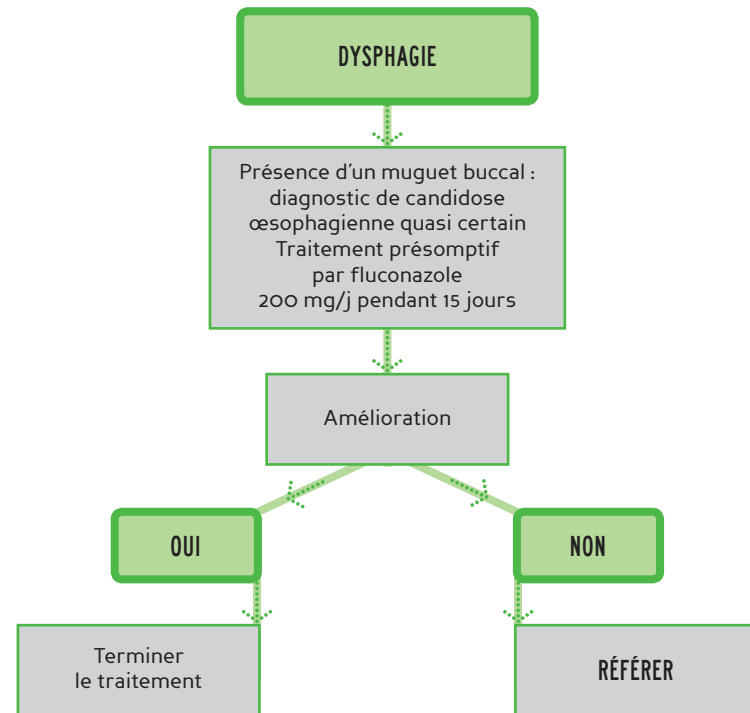 DYSPHAGIE
Présence d'un muguet buccal :
diagnostic de candidose
œsophagienne quasi certain
Traitement présomptif
par fluconazole
200 mg/j pendant 15 jours
Amélioration
OUI
NON
Terminer
le traitement
RÉFÉRER